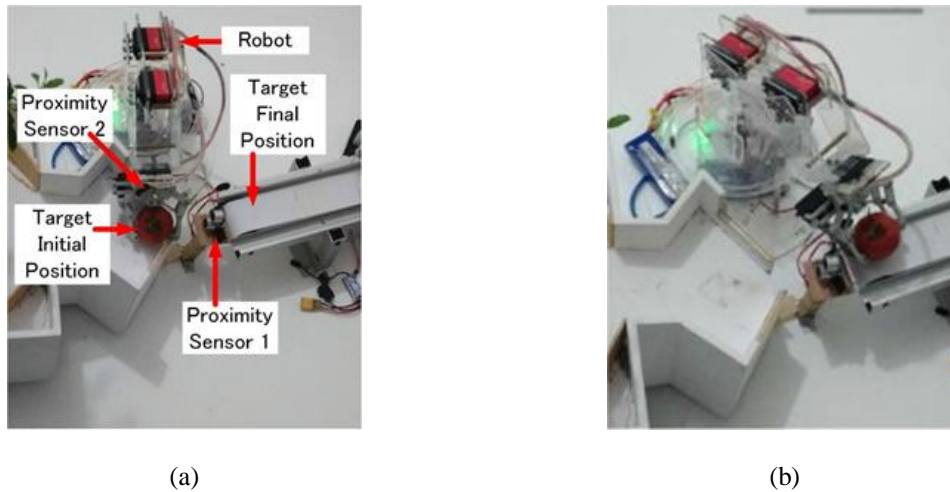 Robot
Target
Final
Position
Proximity
Sensor 2
Target
Initial
Position
Proximity
Sensor 1
(a)
(b)